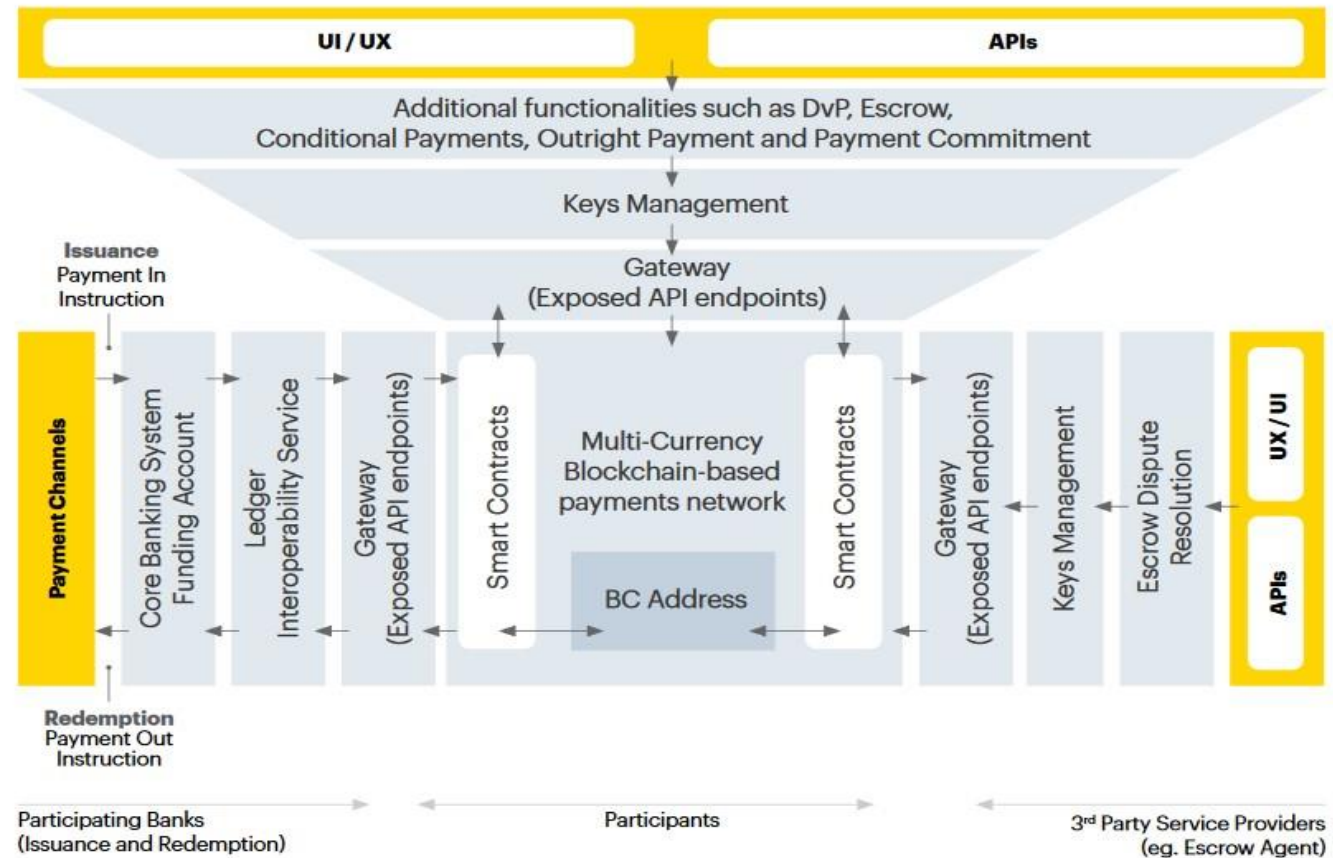 UI / UX
APIs
Additional functionalities such as DvP, Escrow,
Conditional Payments, Outright Payment and Payment Commitment
Keys Management
Gateway
(Exposed API endpoints)
Issuance
Payment In
Instruction
Payment Channels
Core Banking System
Funding Account
Ledger
Interoperability Service
Gateway
(Exposed API endpoints)
Smart Contracts
Multi-Currency
Blockchain-based
payments network
BC Address
Smart Contracts
Gateway
(Exposed API endpoints)
Keys Management
Escrow Dispute
Resolution
UX / UI
APIs
Redemption
Payment Out
Instruction
Participating Banks
(Issuance and Redemption)
Participants
3rd Party Service Providers
(eg. Escrow Agent)